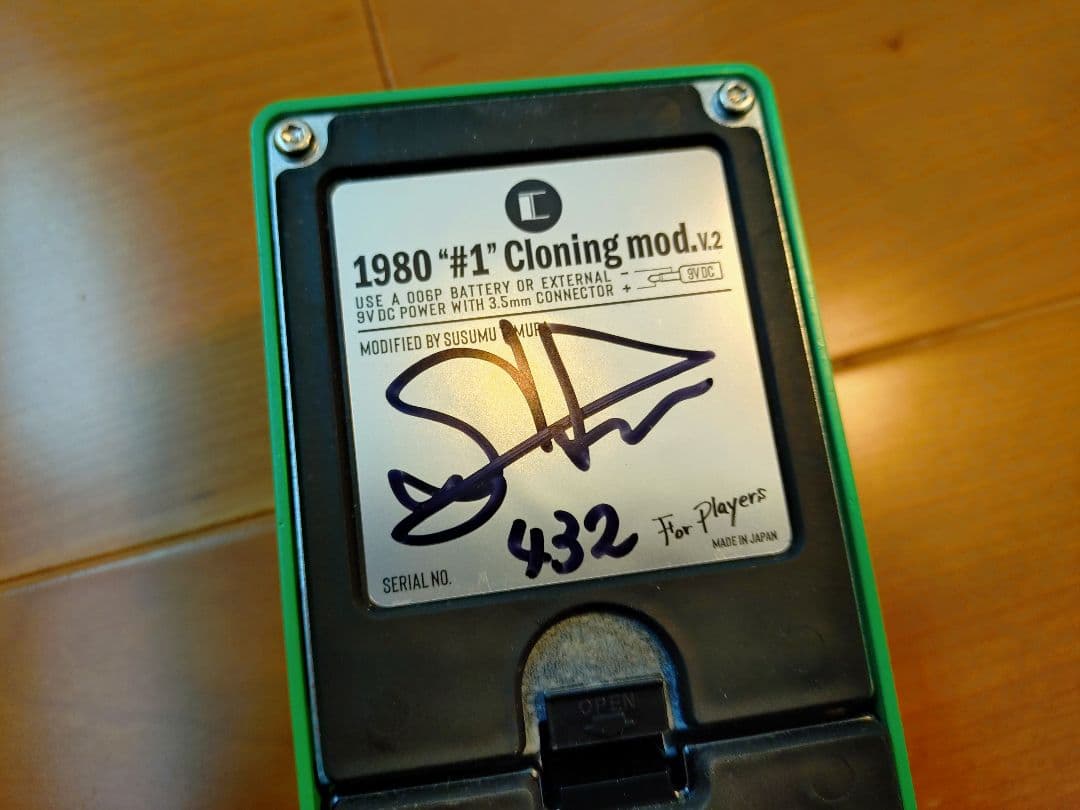 1980 “#1” Cloning mod.V.2
USE A 006P BATTERY OR EXTERNAL
9V DC POWER WITH 3.5mm CONNECTOR
- + 9V DC
MODIFIED BY SUSUMU
432
For Players
MADE IN JAPAN
SERIAL NO.
OPEN